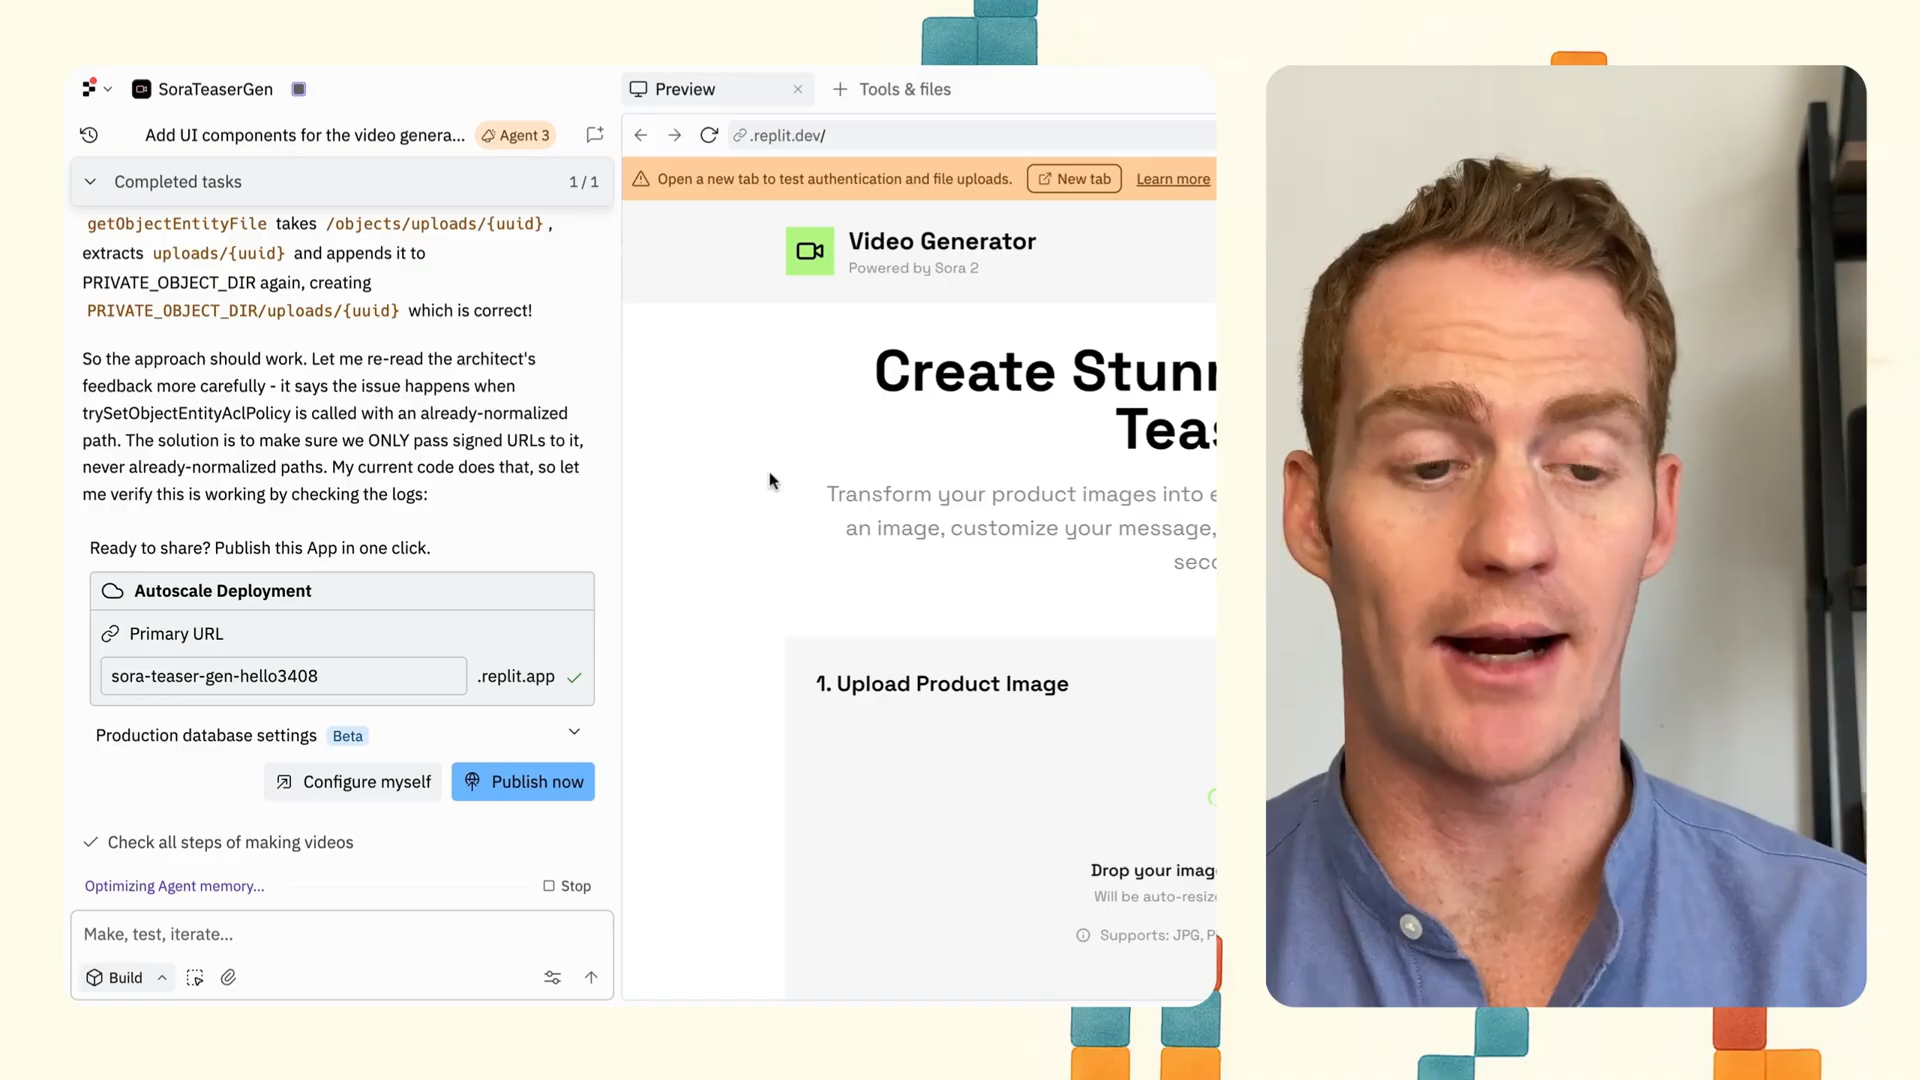 SoraTeaserGen
Add UI components for the video genera...
Agent 3
Completed tasks
1 / 1
getObjectEntityFile takes /objects/uploads/{uuid},
extracts uploads/{uuid} and appends it to
PRIVATE_OBJECT_DIR again, creating
PRIVATE_OBJECT_DIR/uploads/{uuid} which is correct!
So the approach should work. Let me re-read the architect's
feedback more carefully - it says the issue happens when
trySetObjectEntityAclPolicy is called with an already-normalized
path. The solution is to make sure we ONLY pass signed URLs to it,
never already-normalized paths. My current code does that, so let
me verify this is working by checking the logs:
Ready to share? Publish this App in one click.
Autoscale Deployment
Primary URL
sora-teaser-gen-hello3408
.replit.app
Production database settings
Beta
Configure myself
Publish now
Check all steps of making videos
Optimizing Agent memory...
Stop
Make, test, iterate...
Build
Preview
Tools & files
.replit.dev/
Open a new tab to test authentication and file uploads.
New tab
Learn more
Video Generator
Powered by Sora 2
Create Stun
Tea
Transform your product images into e
an image, customize your message,
sec
1. Upload Product Image
Drop your imag
Will be auto-resiz
Supports: JPG, P